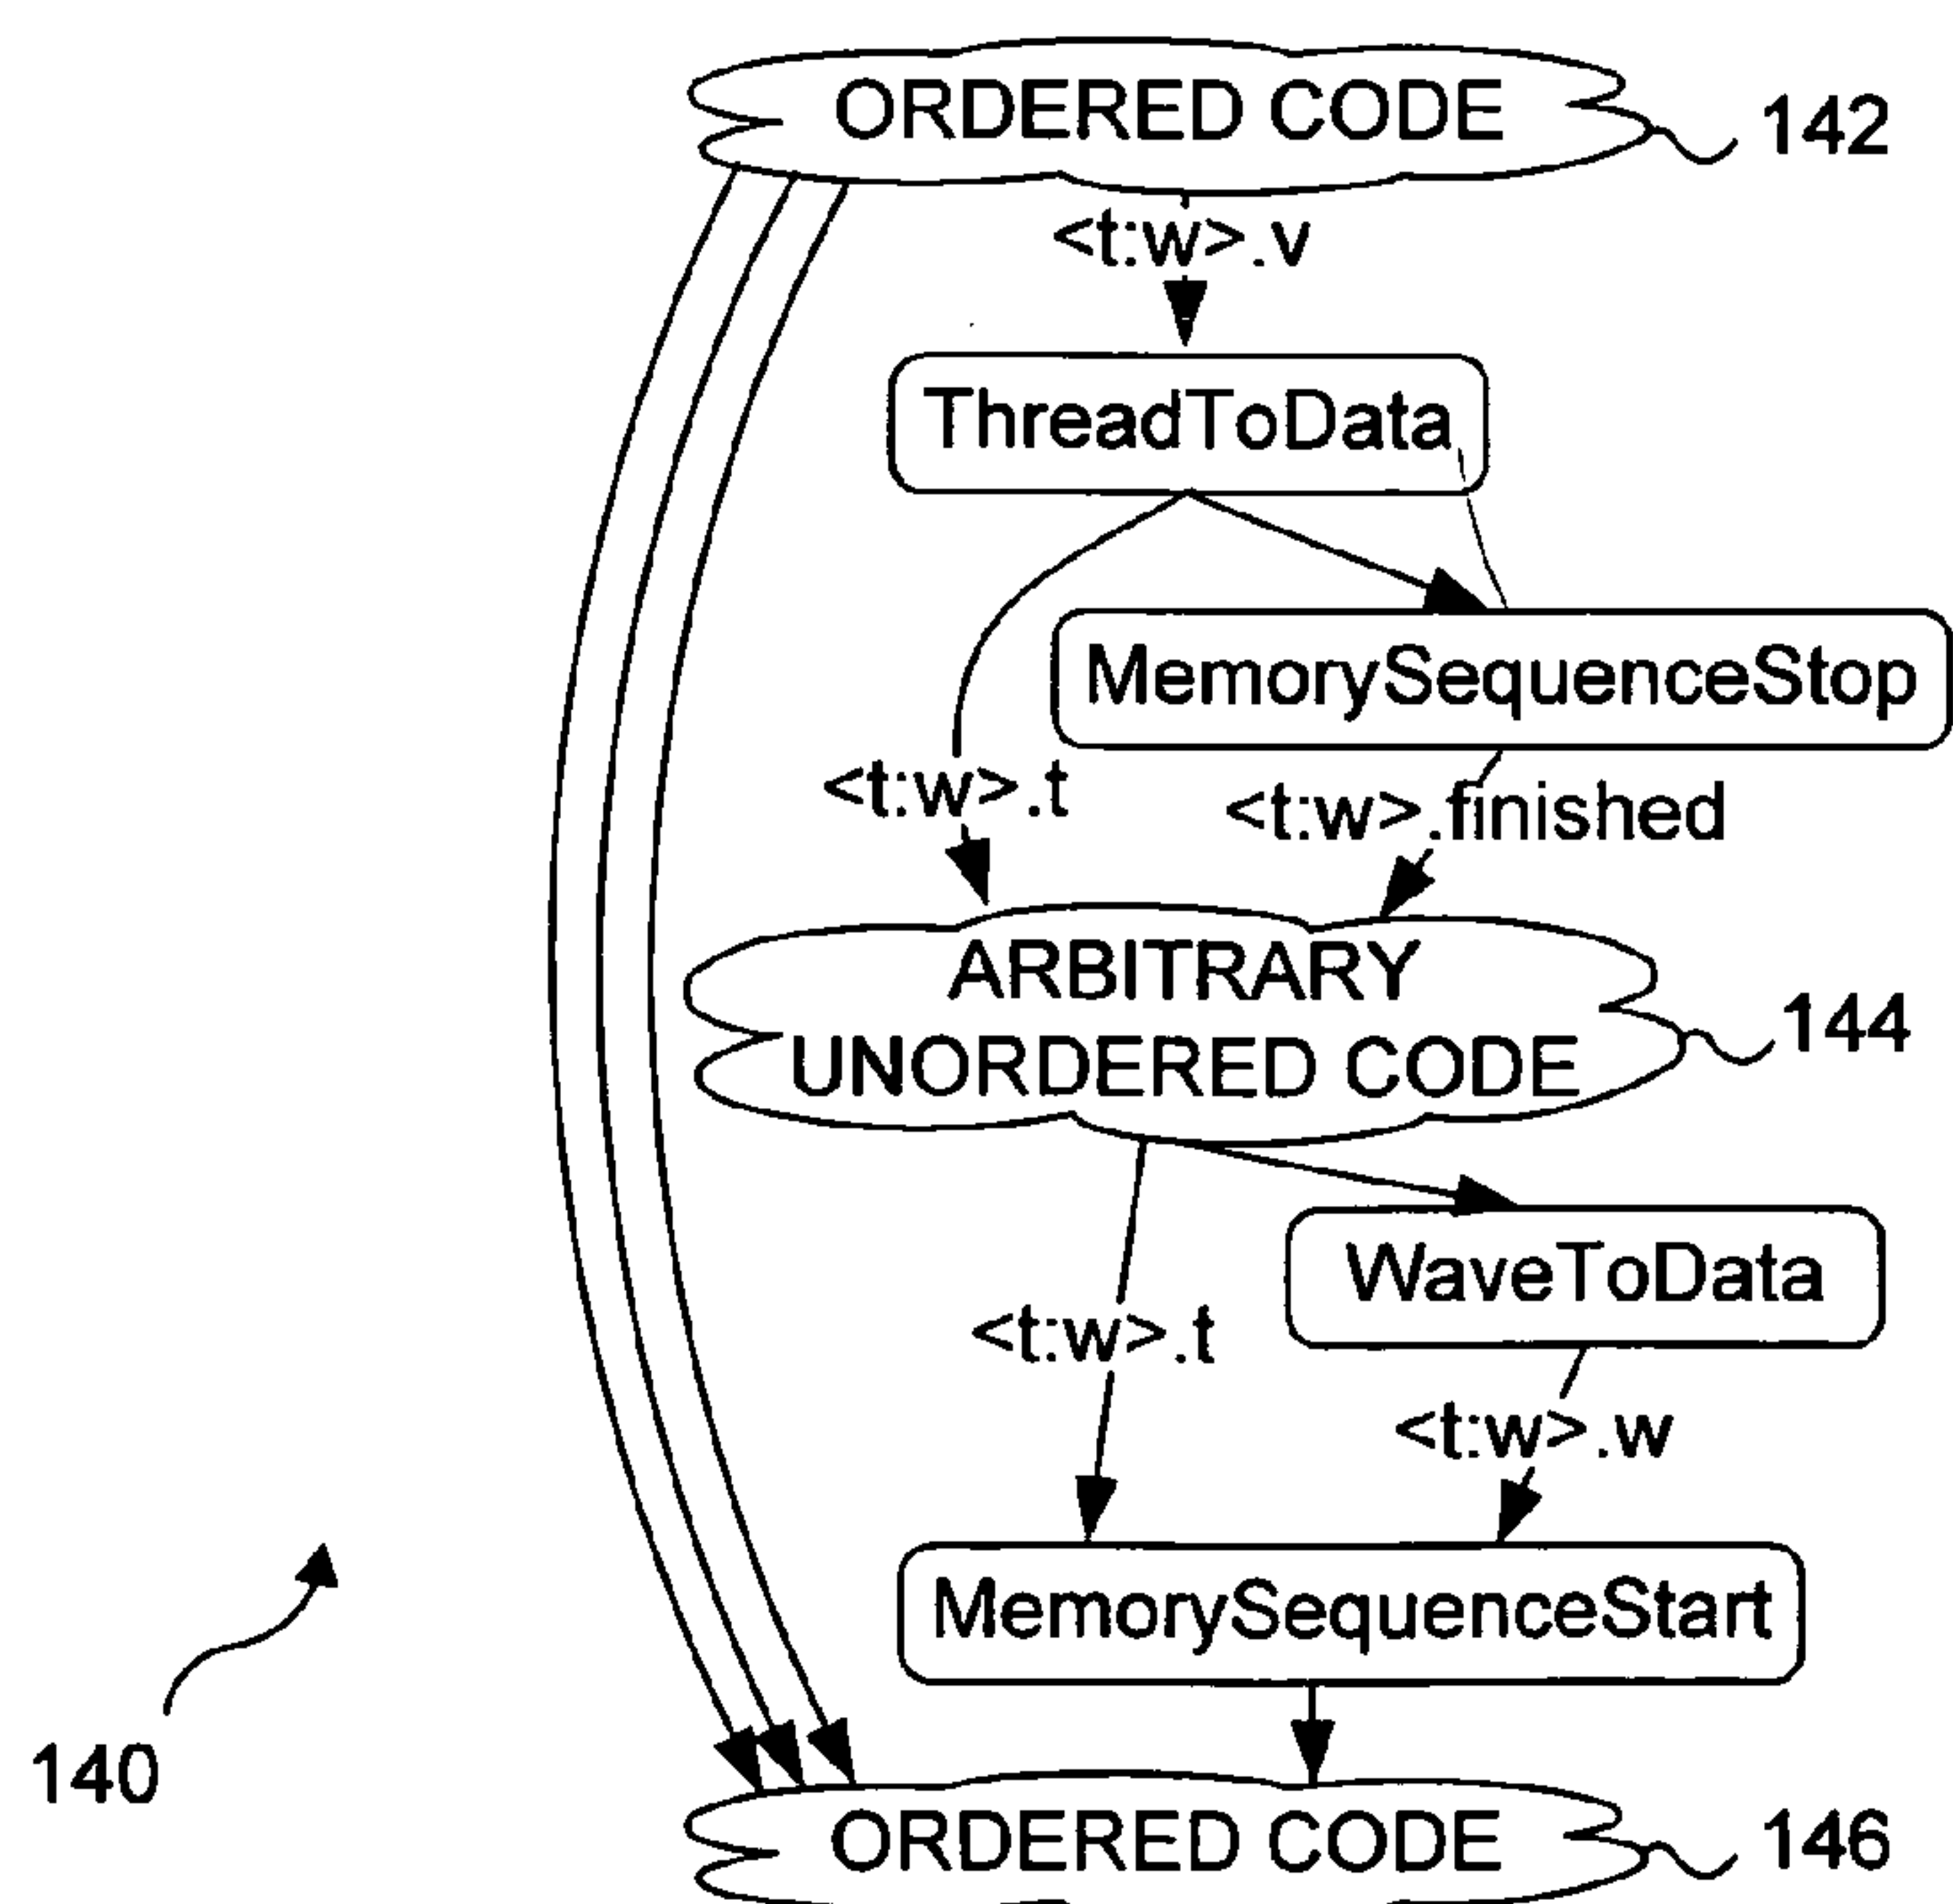 ORDERED CODE
142
<t:w>.v
ThreadToData
MemorySequenceStop
<t:w>.t
<t:w>.finished
ARBITRARY
UNORDERED CODE
144
WaveToData
<t:w>.t
<t:w>.w
MemorySequenceStart
140
ORDERED CODE
146